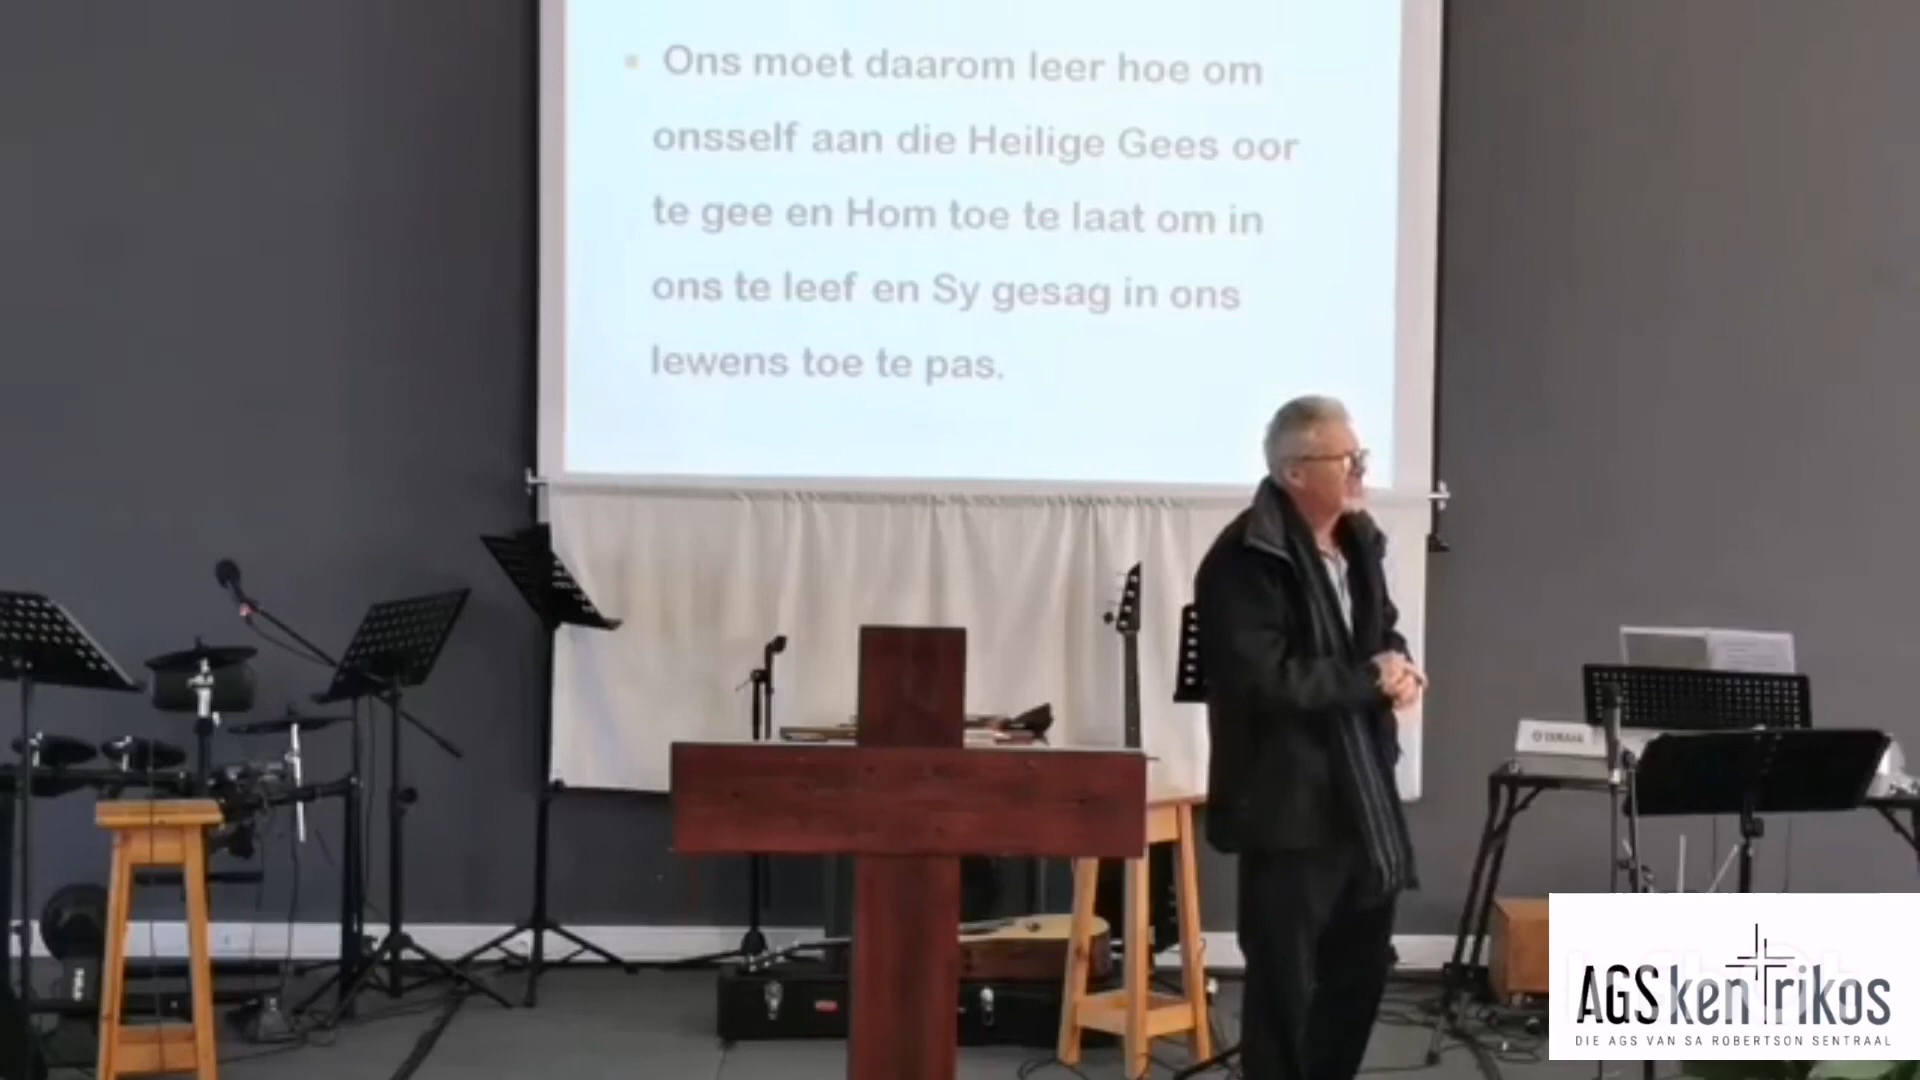 Ons moet daarom leer hoe om
onsself aan die Heilige Gees oor
te gee en Hom toe te laat om in
ons te leef en Sy gesag in ons
lewens toe te pas.
YAMAHA
AGS kentrikos
DIE AGS VAN SA ROBERTSON SENTRAAL